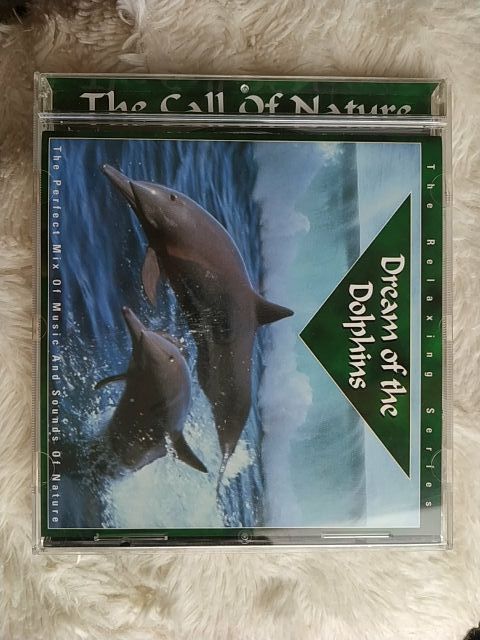 The Call Of Nature
The Relaxing Series
Dream of the
Dolphins
The Perfect Mix Of Music And Sounds Of Nature